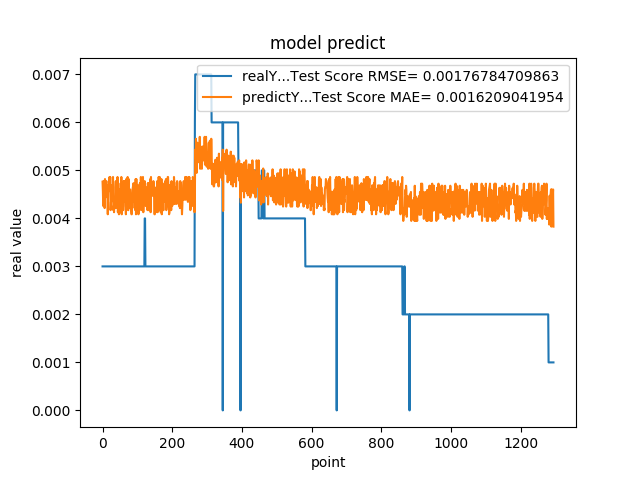 model predict
realY...Test Score RMSE= 0.00176784709863
predictY...Test Score MAE= 0.0016209041954
0.007
0.006
0.005
0.004
0.003
0.002
0.001
0.000
real value
0 200 400 600 800 1000 1200
point